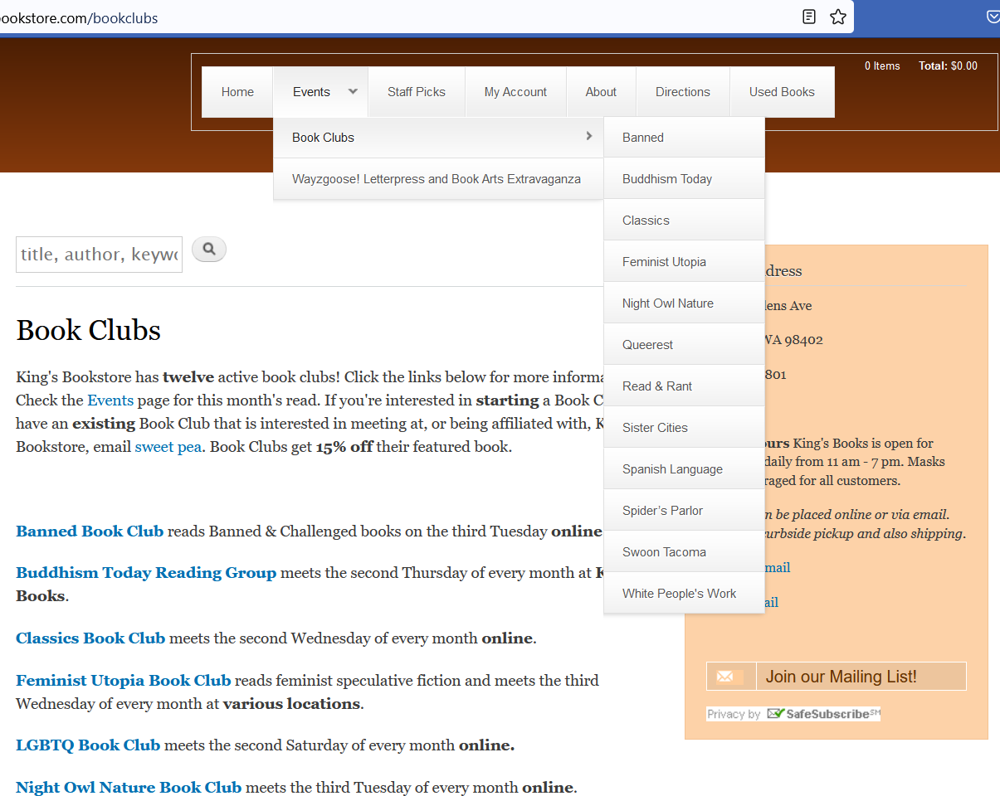 ookstore.com/bookclubs
0 Items Total: $0.00
Home Events Staff Picks My Account About Directions Used Books
Book Clubs
Wayzgoose! Letterpress and Book Arts Extravaganza
Banned
Buddhism Today
Classics
Feminist Utopia
Night Owl Nature
Queerest
Read & Rant
Sister Cities
Spanish Language
Spider’s Parlor
Swoon Tacoma
White People's Work
title, author, keywo
Book Clubs
King's Bookstore has twelve active book clubs! Click the links below for more informa
Check the Events page for this month's read. If you're interested in starting a Book C
have an existing Book Club that is interested in meeting at, or being affiliated with, K
Bookstore, email sweet pea. Book Clubs get 15% off their featured book.
Banned Book Club reads Banned & Challenged books on the third Tuesday online
Buddhism Today Reading Group meets the second Thursday of every month at K
Books.
Classics Book Club meets the second Wednesday of every month online.
Feminist Utopia Book Club reads feminist speculative fiction and meets the third
Wednesday of every month at various locations.
LGBTQ Book Club meets the second Saturday of every month online.
Night Owl Nature Book Club meets the third Tuesday of every month online.
dress
ens Ave
WA 98402
801
urs King's Books is open for
daily from 11 am - 7 pm. Masks
raged for all customers.
n be placed online or via email.
urbside pickup and also shipping.
mail
ail
Join our Mailing List!
Privacy by SafeSubscribe SM